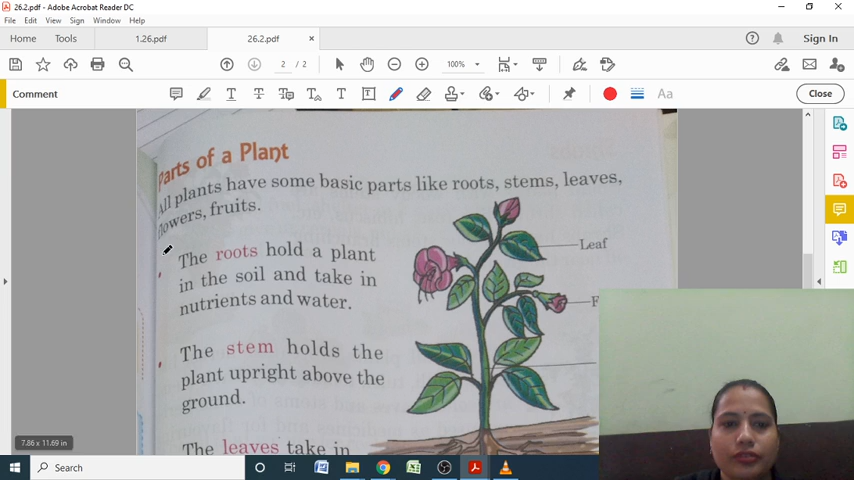 26.2.pdf - Adobe Acrobat Reader DC
File Edit View Sign Window Help
Home Tools 1.26.pdf 26.2.pdf × Sign In
2 / 2 100%
Comment Aa Close
Parts of a Plant
All plants have some basic parts like roots, stems, leaves,
flowers, fruits.
The roots hold a plant
in the soil and take in
nutrients and water.
The stem holds the
plant upright above the
ground.
The leaves take in
Leaf
F
7.86 x 11.69 in
Search